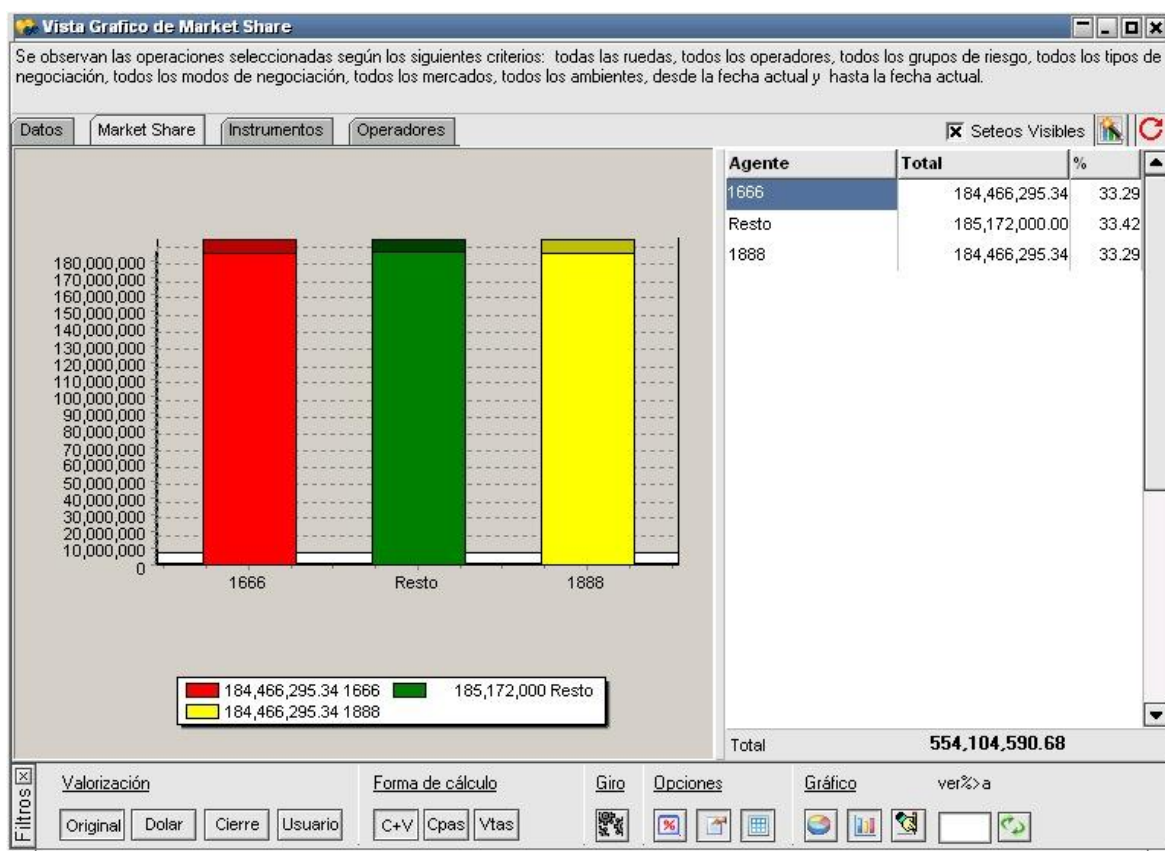 Vista Grafico de Market Share
Se observan las operaciones seleccionadas según los siguientes criterios: todas las ruedas, todos los operadores, todos los grupos de riesgo, todos los tipos de
negociación, todos los modos de negociación, todos los mercados, todos los ambientes, desde la fecha actual y hasta la fecha actual.
Datos Market Share Instrumentos Operadores Seteos Visibles
Agente Total %
1666 184,466,295.34 33.29
Resto 185,172,000.00 33.42
1888 184,466,295.34 33.29
180,000,000
170,000,000
160,000,000
150,000,000
140,000,000
130,000,000
120,000,000
110,000,000
100,000,000
90,000,000
80,000,000
70,000,000
60,000,000
50,000,000
40,000,000
30,000,000
20,000,000
10,000,000
0
1666 Resto 1888
184,466,295.34 1666 185,172,000 Resto
184,466,295.34 1888
Total 554,104,590.68
Filtros
Valorización Forma de cálculo Giro Opciones Gráfico ver%>a
Original Dolar Cierre Usuario C+V Cpas Vtas